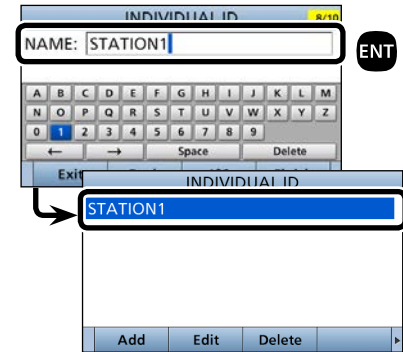 INDIVIDUAL ID 8/10
NAME: STATION1
ENT
A B C D E F G H I J K L M
N O P Q R S T U V W X Y Z
0 1 2 3 4 5 6 7 8 9
← → Space Delete
Exit
INDIVIDUAL ID
STATION1
Add Edit Delete